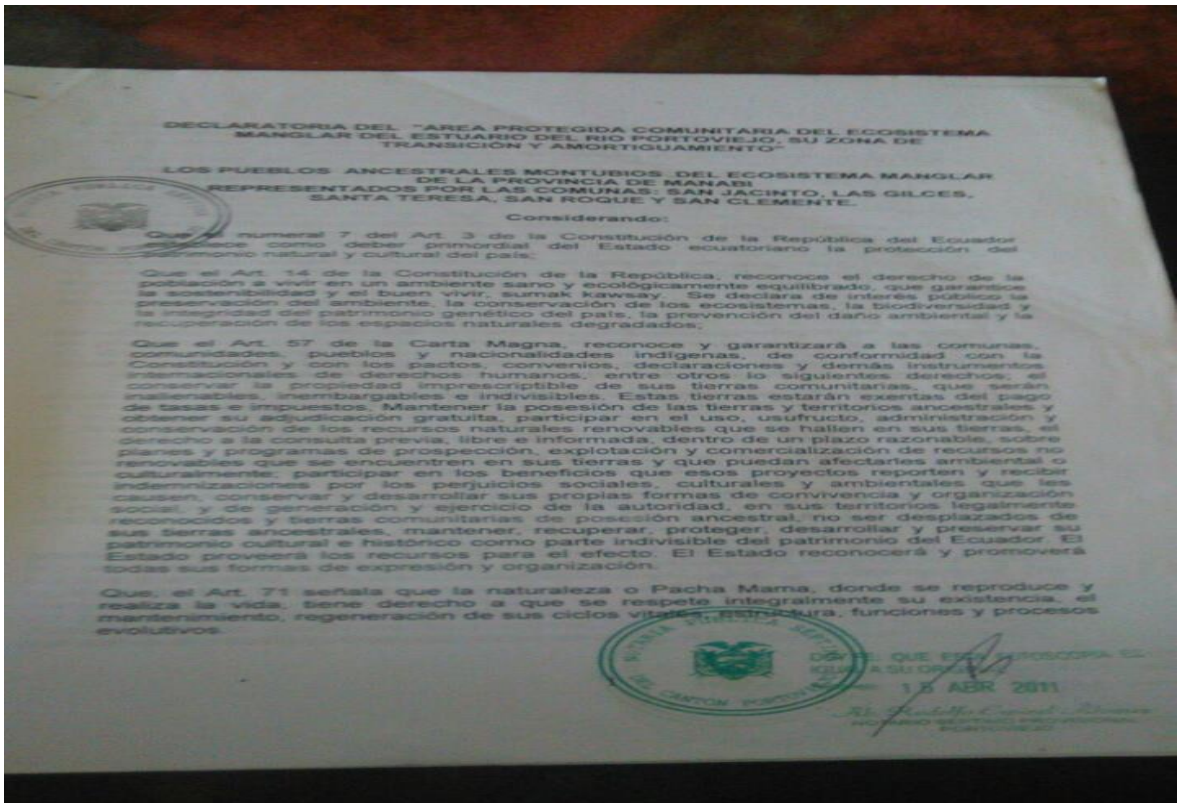 DECLARATORIA DEL "AREA PROTEGIDA COMUNITARIA DEL ECOSISTEMA
MANGLAR DEL ESTUARIO DEL RIO PORTOVIEJO, SU ZONA DE
TRANSICIÓN Y AMORTIGUAMIENTO"
LOS PUEBLOS ANCESTRALES MONTUBIOS DEL ECOSISTEMA MANGLAR
DE LA PROVINCIA DE MANABI
REPRESENTADOS POR LAS COMUNAS: SAN JACINTO, LAS GILCES,
SANTA TERESA, SAN ROQUE Y SAN CLEMENTE.
Considerando:
numeral 7 del Art. 3 de la Constitución de la República del Ecuador
como deber primordial del Estado ecuatoriano la protección del
patrimonio natural y cultural del país;
Que el Art. 14 de la Constitución de la República, reconoce el derecho de la
población a vivir en un ambiente sano y ecológicamente equilibrado, que garantice
la sostenibilidad y el buen vivir, sumak kawsay. Se declara de interés público la
preservación del ambiente, la conservación de los ecosistemas, la biodiversidad y
la integridad del patrimonio genético del país, la prevención del daño ambiental y la
recuperación de los espacios naturales degradados;
Que el Art. 57 de la Carta Magna, reconoce y garantizará a las comunas,
comunidades, pueblos y nacionalidades indígenas, de conformidad con la
Constitución y con los pactos, convenios, declaraciones y demás instrumentos
internacionales de derechos humanos, entre otros lo siguientes derechos; el
conservar la propiedad imprescriptible de sus tierras comunitarias, que serán
inalienables, inembargables e indivisibles. Estas tierras estarán exentas del pago
de tasas e impuestos. Mantener la posesión de las tierras y territorios ancestrales y
obtener su adjudicación gratuita, participar en el uso, usufructo, administración y
conservación de los recursos naturales renovables que se hallen en sus tierras, el
derecho a la consulta previa, libre e informada, dentro de un plazo razonable, sobre
planes y programas de prospección, explotación y comercialización de recursos no
renovables que se encuentren en sus tierras y que puedan afectarles ambiental o
culturalmente, participar en los beneficios que esos proyectos reporten y recibir
indemnizaciones por los perjuicios sociales, culturales y ambientales que les
causen, conservar y desarrollar sus propias formas de convivencia y organización
social, y de generación y ejercicio de la autoridad, en sus territorios legalmente
reconocidos y tierras comunitarias de posesión ancestral, no ser desplazados de
sus tierras ancestrales, mantener, recuperar, proteger, desarrollar y preservar su
patrimonio cultural e histórico como parte indivisible del patrimonio del Ecuador. El
Estado proveerá los recursos para el efecto. El Estado reconocerá y promoverá
todas sus formas de expresión y organización.
Que, el Art. 71 señala que la naturaleza o Pacha Mama, donde se reproduce y
realiza la vida, tiene derecho a que se respete integralmente su existencia, el
mantenimiento, regeneración de sus ciclos vitales, estructura, funciones y procesos
evolutivos.
QUE ESTA FOTOCOPIA ES
IGUAL A SU
15 ABR 2011
NOTARIO
PORTOVIEJO
DEL CANTON PORTOVIEJO